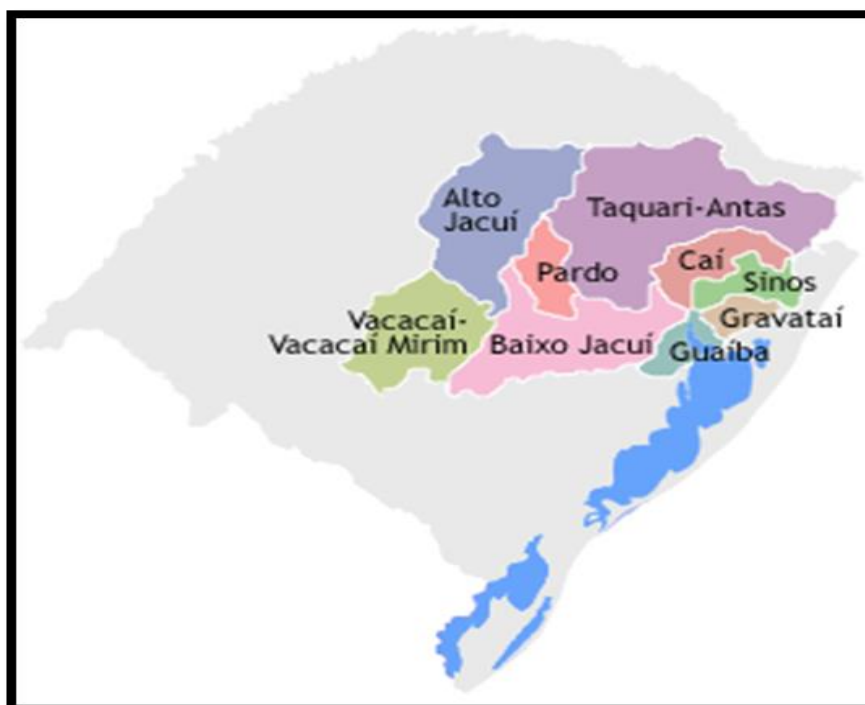 Alto
Jacuí
Taquari-Antas
Pardo
Caí
Sinos
Vacacaí-
Vacacaí Mirim
Baixo Jacuí
Gravataí
Guaíba